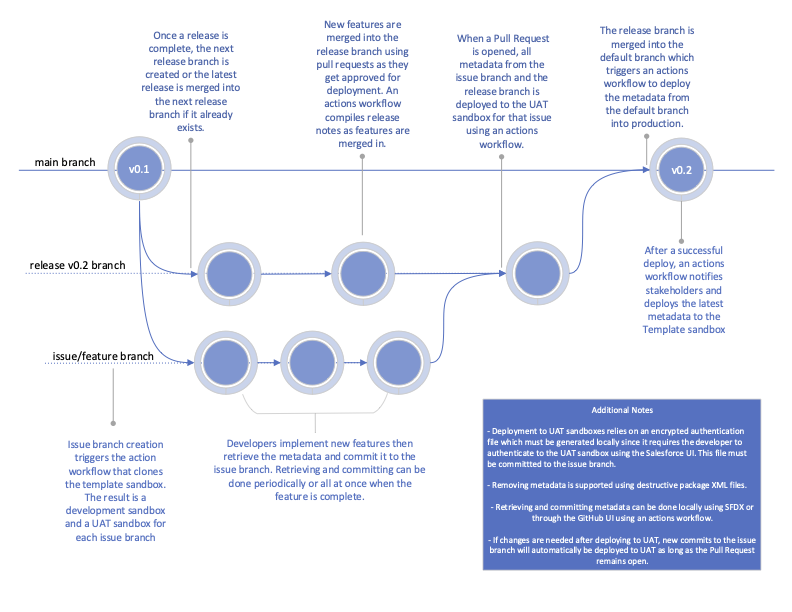 Once a release is
complete, the next
release branch is
created or the latest
release is merged into
the next release
branch if it already
exists.
New features are
merged into the
release branch using
pull requests as they
get approved for
deployment. An
actions workflow
compiles release
notes as features are
merged in.
When a Pull Request
is opened, all
metadata from the
issue branch and the
release branch is
deployed to the UAT
sandbox for that issue
using an actions
workflow.
The release branch is
merged into the
default branch which
triggers an actions
workflow to deploy
the metadata from
the default branch
into production.
main branch
v0.1
v0.2
release v0.2 branch
After a successful
deploy, an actions
workflow notifies
stakeholders and
deploys the latest
metadata to the
Template sandbox
issue/feature branch
Issue branch creation
triggers the action
workflow that clones
the template sandbox.
The result is a
development sandbox
and a UAT sandbox for
each issue branch
Developers implement new features then
retrieve the metadata and commit it to the
issue branch. Retrieving and committing can be
done periodically or all at once when the
feature is complete.
Additional Notes
- Deployment to UAT sandboxes relies on an encrypted authentication
file which must be generated locally since it requires the developer to
authenticate to the UAT sandbox using the Salesforce UI. This file must
be committted to the issue branch.
- Removing metadata is supported using destructive package XML files.
- Retrieving and committing metadata can be done locally using SFDX or
through the GitHub UI using an actions workflow.
- If changes are needed after deploying to UAT, new commits to the issue
branch will automatically be deployed to UAT as long as the Pull Request
remains open.